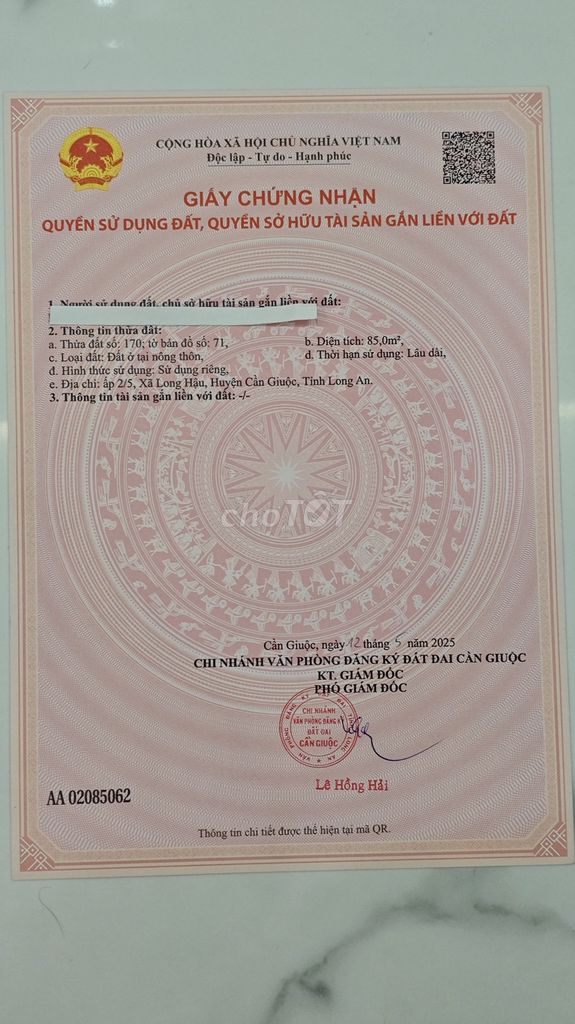 CỘNG HÒA XÃ HỘI CHỦ NGHĨA VIỆT NAM
Độc lập - Tự do - Hạnh phúc
GIẤY CHỨNG NHẬN
QUYỀN SỬ DỤNG ĐẤT, QUYỀN SỞ HỮU TÀI SẢN GẮN LIỀN VỚI ĐẤT
1. Người sử dụng đất, chủ sở hữu tài sản gắn liền với đất:
2. Thông tin thửa đất:
a. Thửa đất số: 170; tờ bản đồ số: 71, b. Diện tích: 85,0m²,
c. Loại đất: Đất ở tại nông thôn, d. Thời hạn sử dụng: Lâu dài,
đ. Hình thức sử dụng: Sử dụng riêng,
e. Địa chỉ: ấp 2/5, Xã Long Hậu, Huyện Cần Giuộc, Tỉnh Long An.
3. Thông tin tài sản gắn liền với đất: -/-
choTỐT
Cần Giuộc, ngày 12 tháng 5 năm 2025
CHI NHÁNH VĂN PHÒNG ĐĂNG KÝ ĐẤT ĐAI CẦN GIUỘC
KT. GIÁM ĐỐC
PHÓ GIÁM ĐỐC
CHI NHÁNH
VĂN PHÒNG ĐĂNG KÝ
ĐẤT ĐAI
CẦN GIUỘC
Lê Hồng Hải
AA 02085062
Thông tin chi tiết được thể hiện tại mã QR.